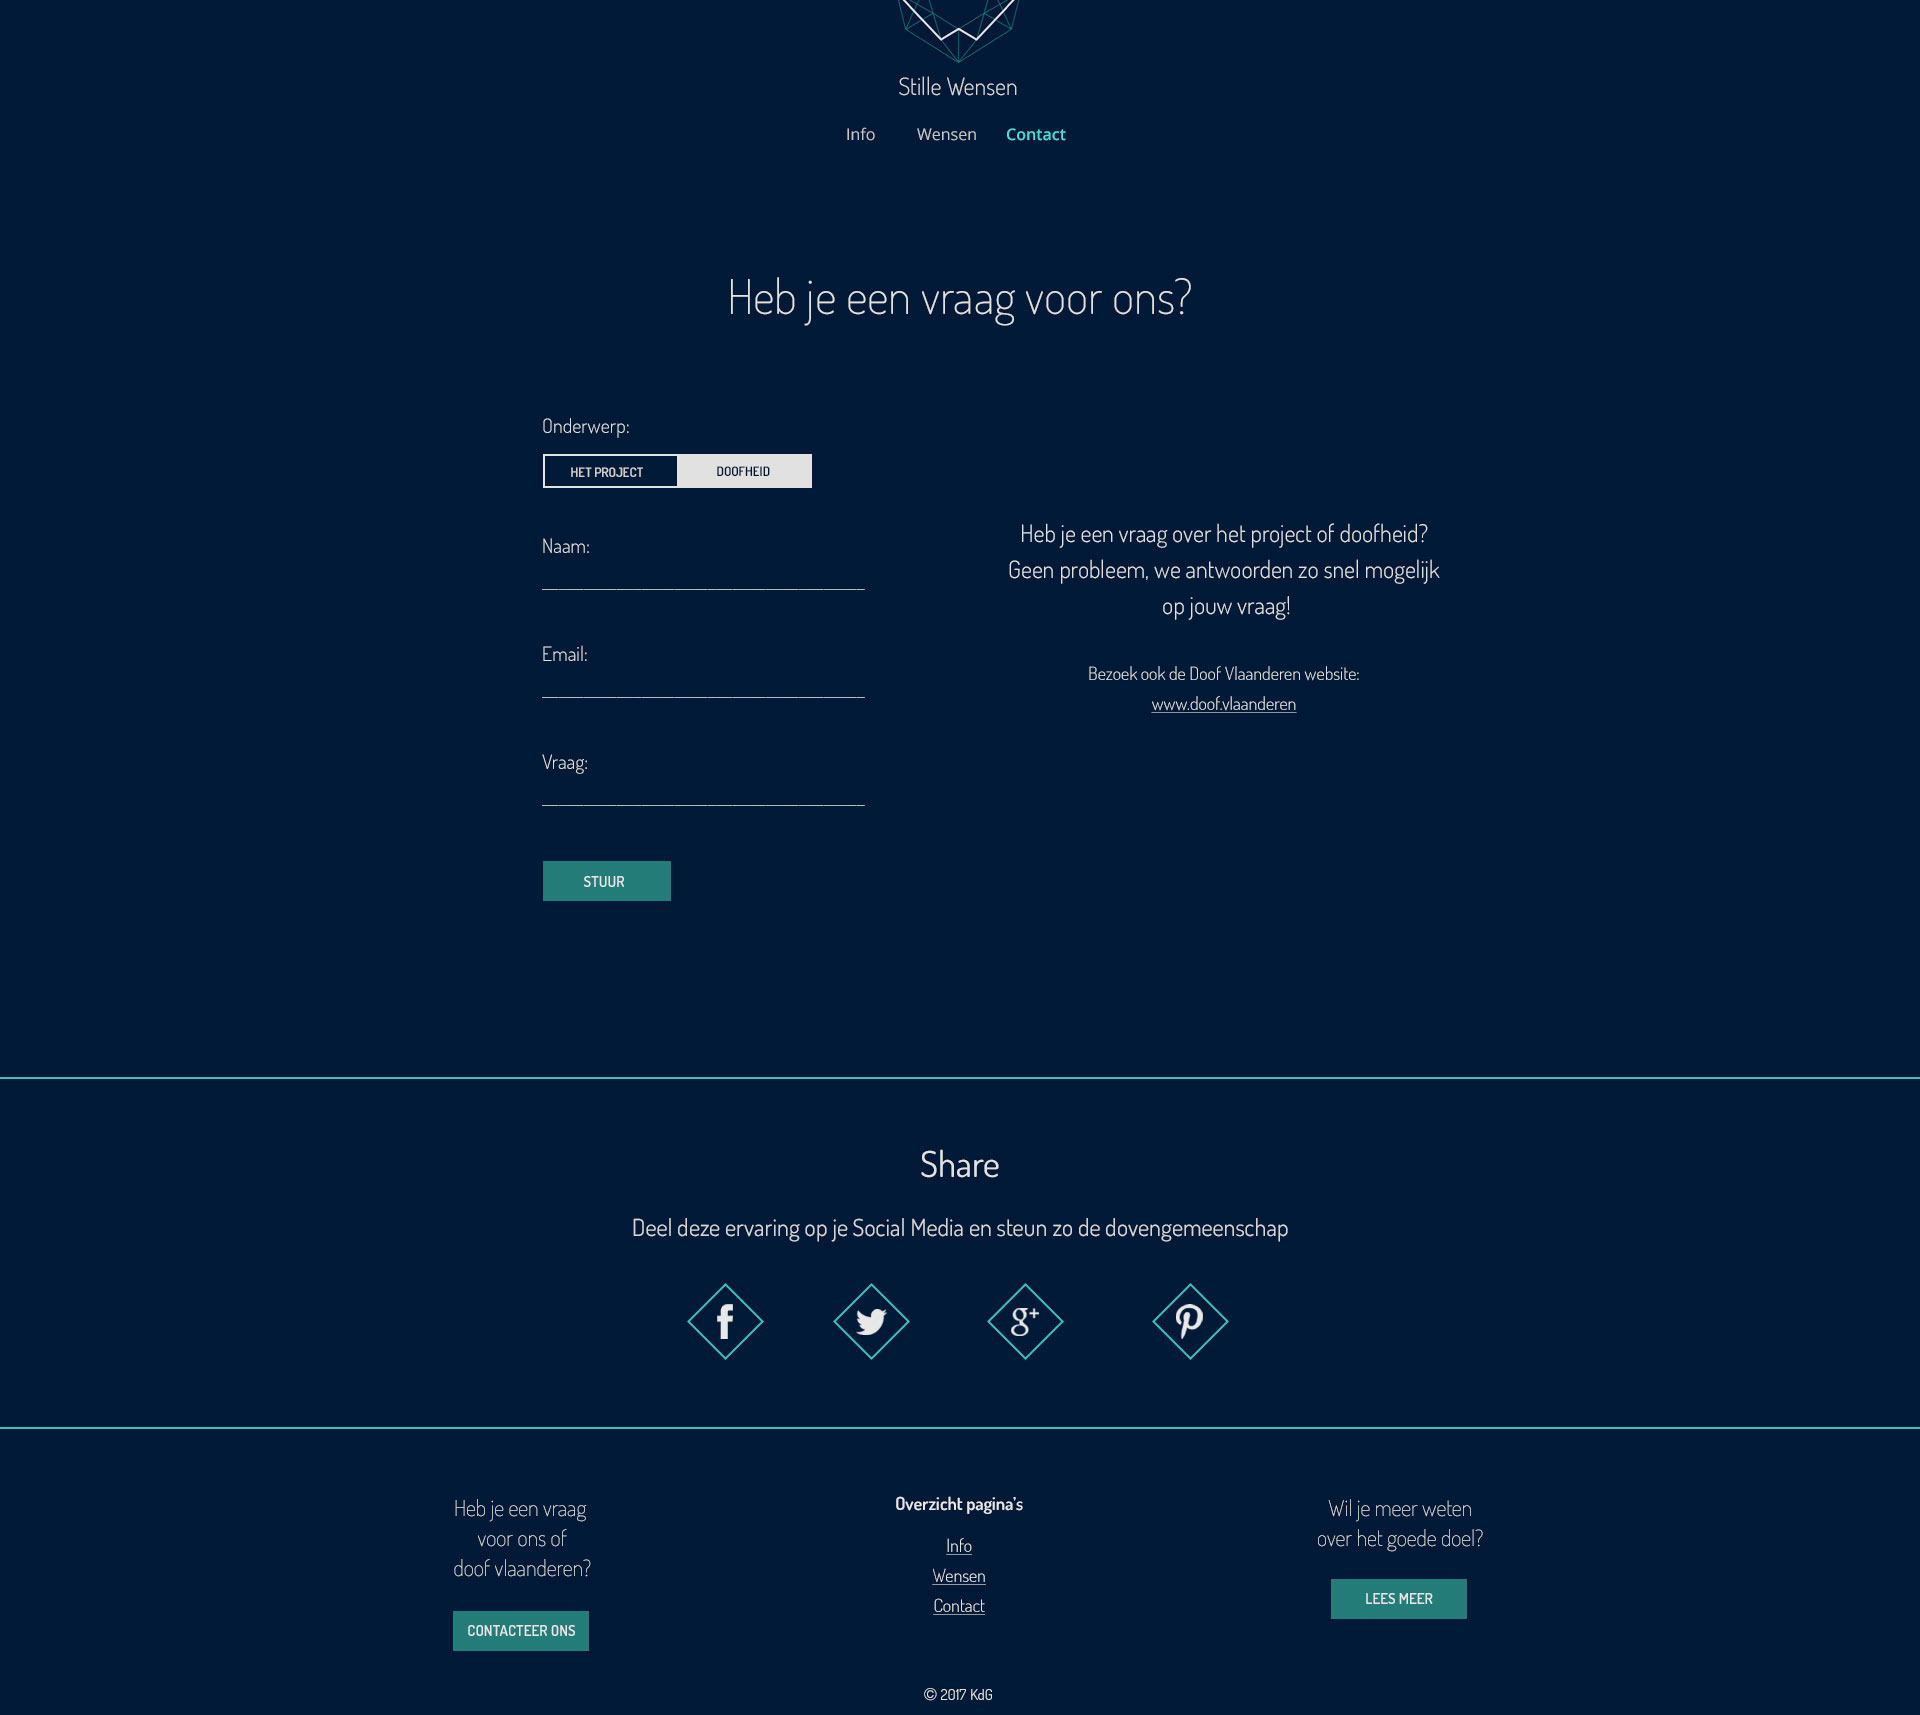 Stille Wensen
Info Wensen Contact
Heb je een vraag voor ons?
Onderwerp:
HET PROJECT DOOFHEID
Naam:
Email:
Vraag:
STUUR
Heb je een vraag over het project of doofheid?
Geen probleem, we antwoorden zo snel mogelijk
op jouw vraag!
Bezoek ook de Doof Vlaanderen website:
www.doof.vlaanderen
Share
Deel deze ervaring op je Social Media en steun zo de dovengemeenschap
f g+
Heb je een vraag
voor ons of
doof vlaanderen?
CONTACTEER ONS
Overzicht pagina's
Info
Wensen
Contact
Wil je meer weten
over het goede doel?
LEES MEER
© 2017 KdG